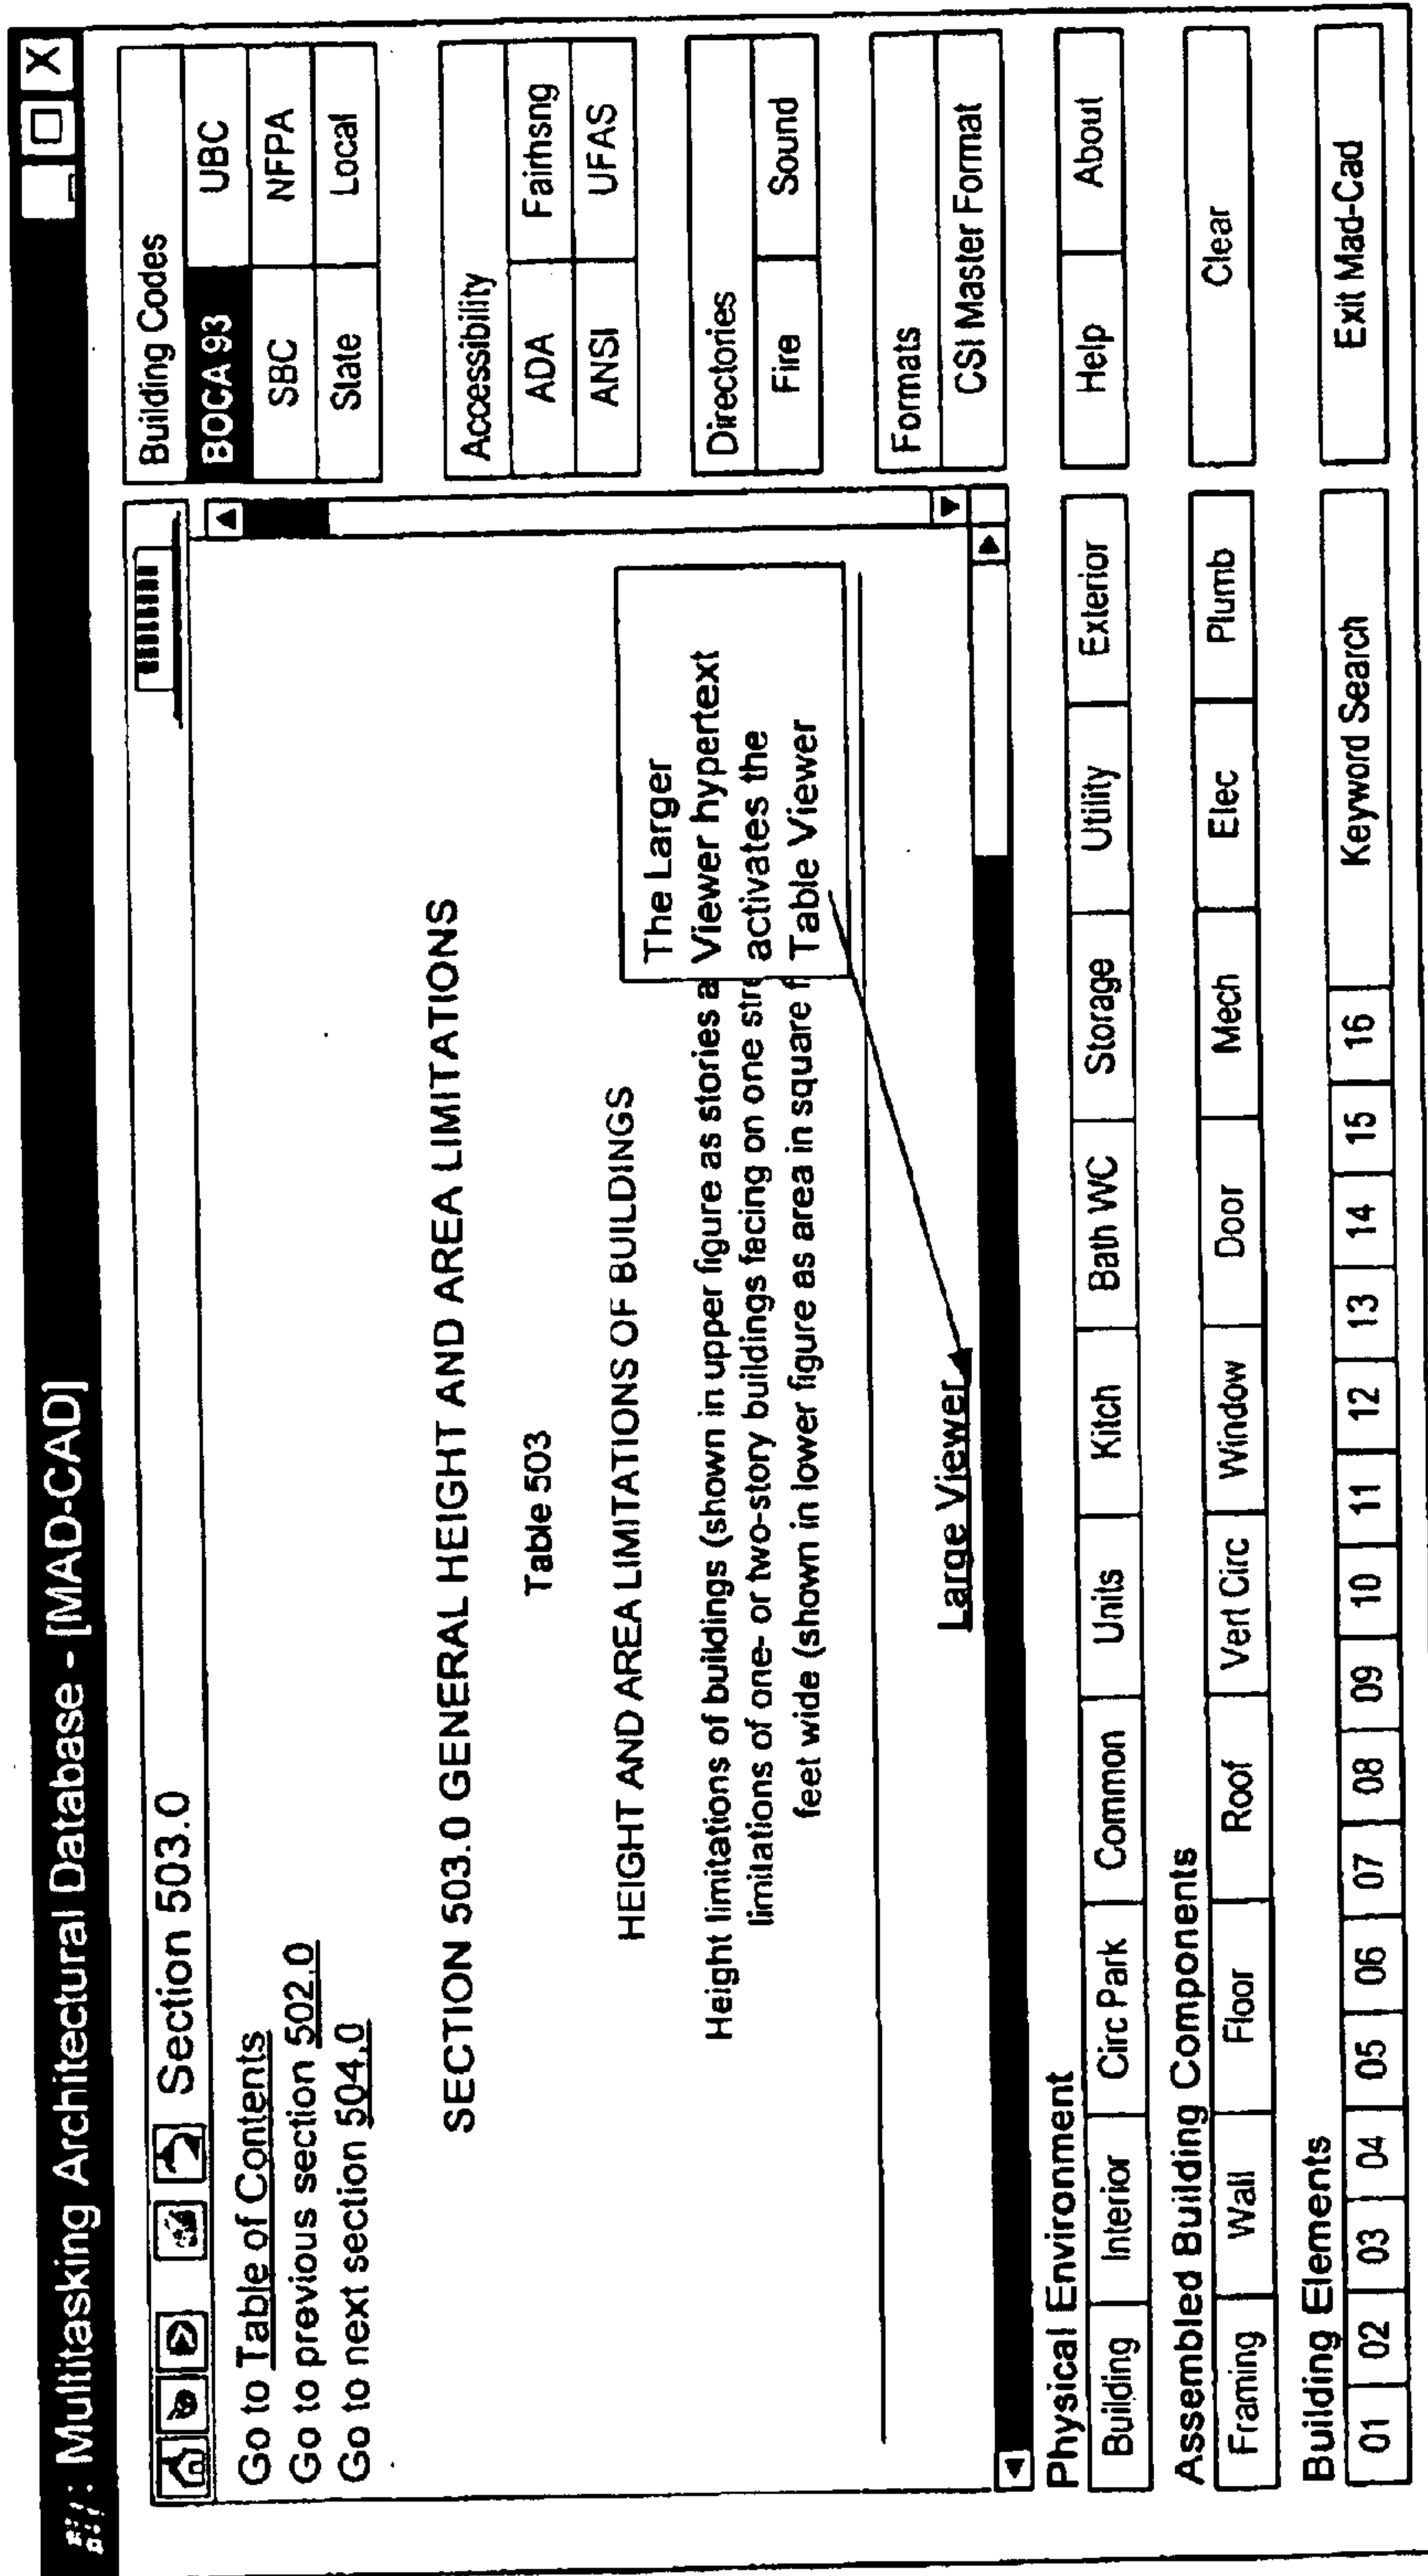 : Multitasking Architectural Database - [MAD-CAD]
_ □ X
Section 503.0
Go to Table of Contents
Go to previous section 502.0
Go to next section 504.0
SECTION 503.0 GENERAL HEIGHT AND AREA LIMITATIONS
Table 503
HEIGHT AND AREA LIMITATIONS OF BUILDINGS
Height limitations of buildings (shown in upper figure as stories a
limitations of one- or two-story buildings facing on one stre
feet wide (shown in lower figure as area in square f
The Larger
Viewer hypertext
activates the
Table Viewer
Large Viewer
Building Codes
BOCA 93 UBC
SBC NFPA
State Local
Accessibility
ADA Fairhsng
ANSI UFAS
Directories
Fire Sound
Formats
CSI Master Format
Physical Environment
Building Interior Circ Park Common Units Kitch Bath WC Storage Utility Exterior Help About
Assembled Building Components
Framing Wall Floor Roof Vert Circ Window Door Mech Elec Plumb Clear
Building Elements
01 02 03 04 05 06 07 08 09 10 11 12 13 14 15 16 Keyword Search Exit Mad-Cad